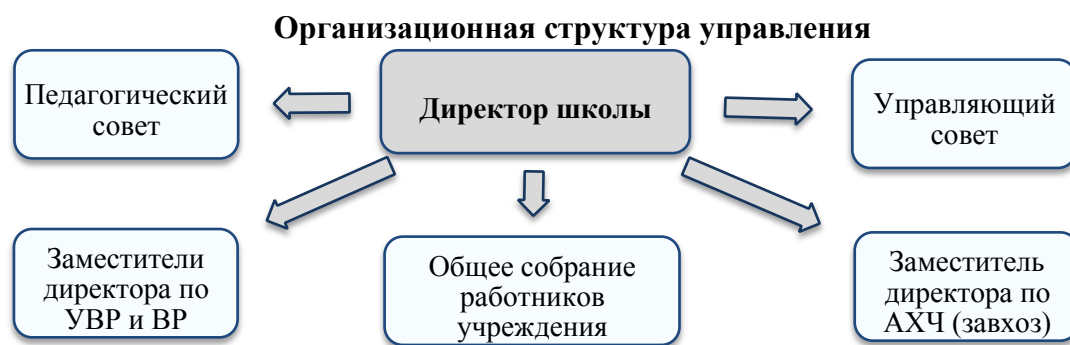 Организационная структура управления
Педагогический
совет
Директор школы
Управляющий
совет
Заместители
директора по
УВР и ВР
Общее собрание
работников
учреждения
Заместитель
директора по
АХЧ (завхоз)